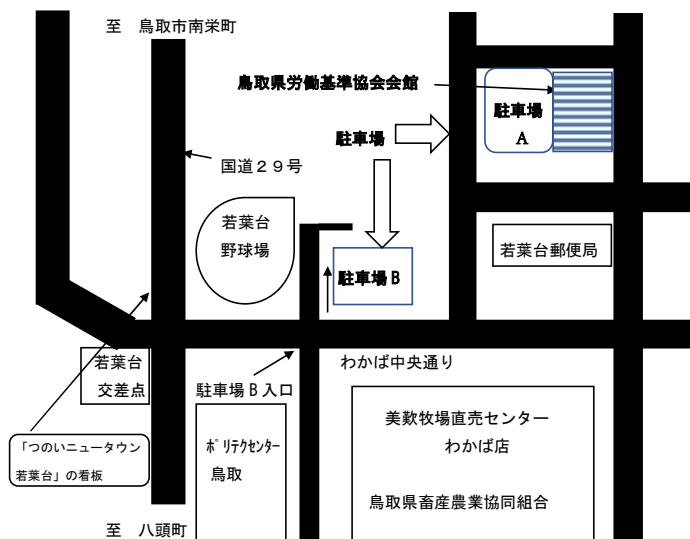 至　鳥取市南栄町
鳥取県労働基準協会会館
駐車場
A
駐車場
国道２９号
若葉台
野球場
若葉台郵便局
駐車場 B
若葉台
交差点
わかば中央通り
駐車場 B 入口
「つのいニュータウン
若葉台」の看板
ﾎﾟﾘﾃｸｾﾝﾀｰ
鳥取
美歎牧場直売センター
わかば店
鳥取県畜産農業協同組合
至　八頭町